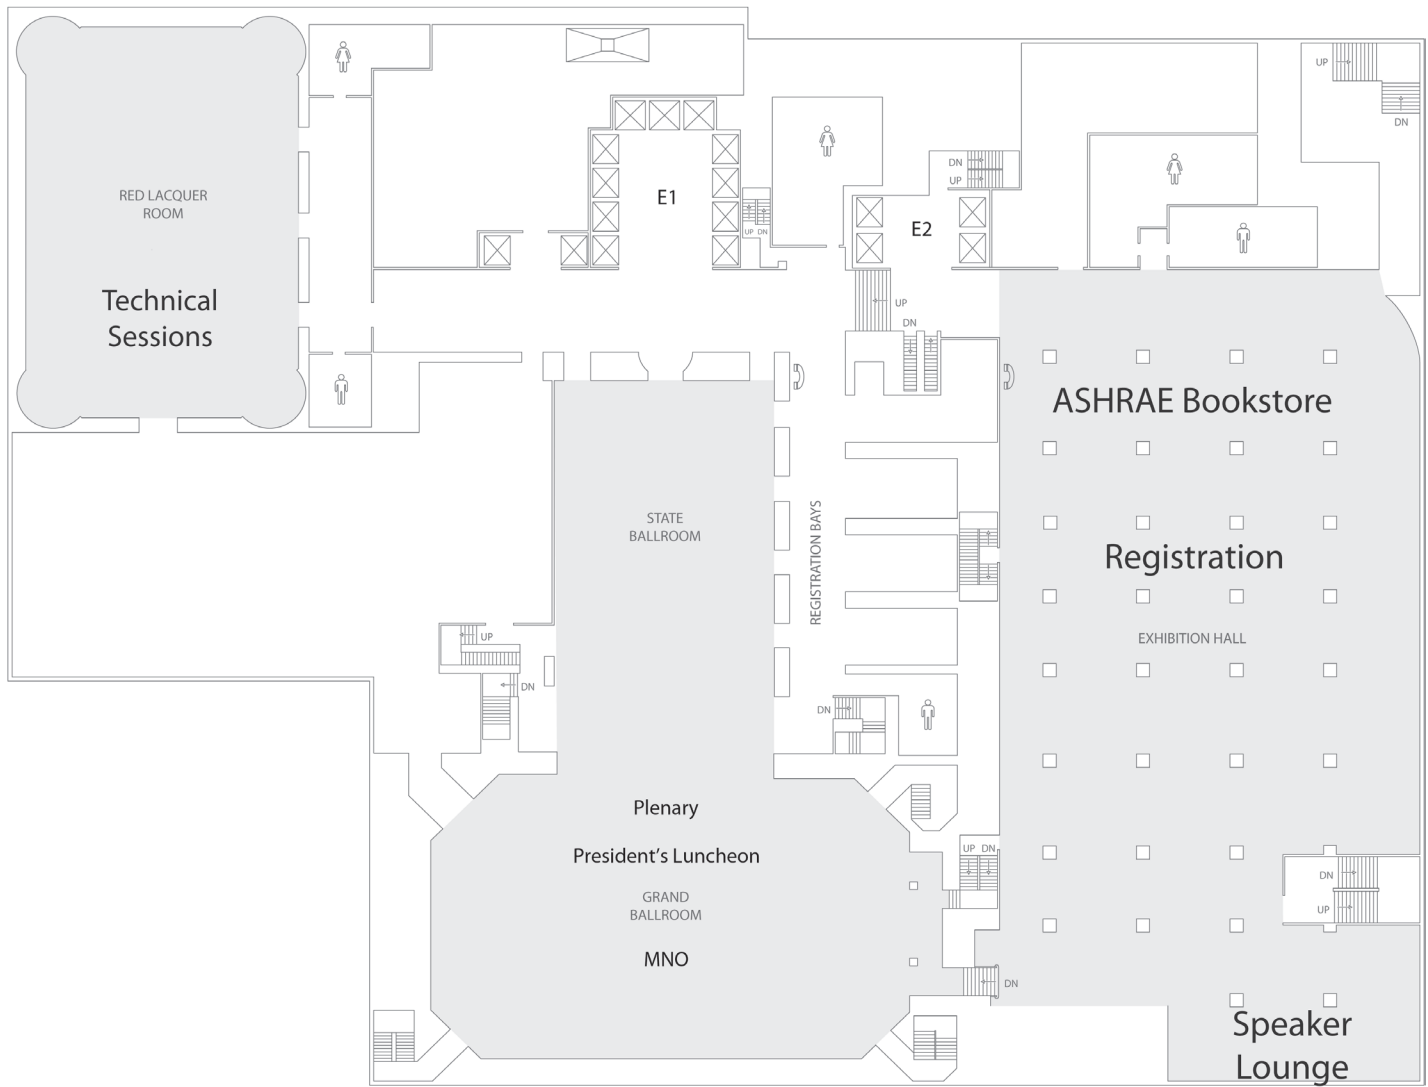 UP
DN
DN
UP
RED LACQUER
ROOM
E1
E2
UP DN
Technical
Sessions
UP
DN
ASHRAE Bookstore
STATE
BALLROOM
REGISTRATION BAYS
Registration
EXHIBITION HALL
UP
DN
DN
Plenary
President's Luncheon
UP DN
GRAND
BALLROOM
DN
UP
MNO
DN
Speaker
Lounge